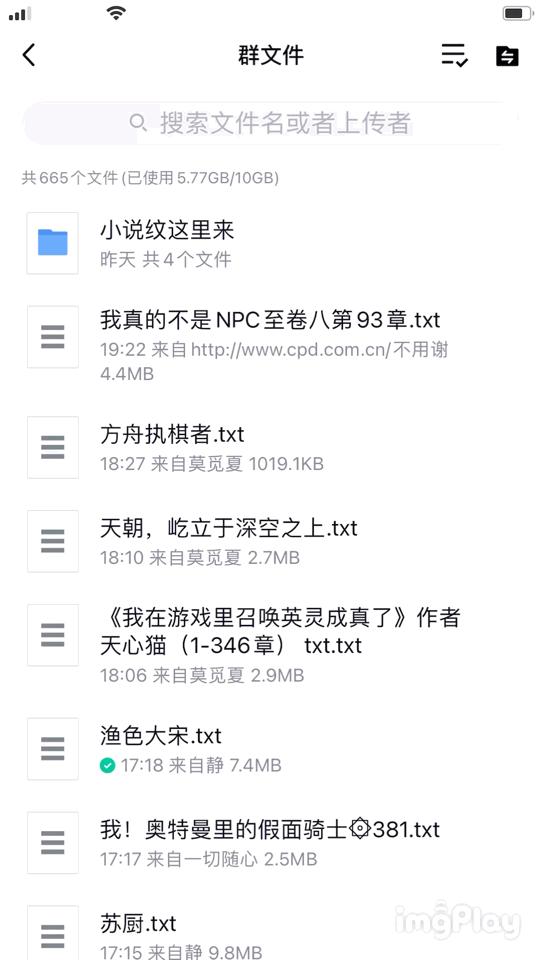 群文件
搜索文件名或者上传者
共665个文件(已使用5.77GB/10GB)
小说纹这里来
昨天 共4个文件
我真的不是NPC至卷八第93章.txt
19:22 来自http://www.cpd.com.cn/不用谢
4.4MB
方舟执棋者.txt
18:27 来自莫觅夏 1019.1KB
天朝，屹立于深空之上.txt
18:10 来自莫觅夏 2.7MB
《我在游戏里召唤英灵成真了》作者
天心猫（1-346章） txt.txt
18:06 来自莫觅夏 2.9MB
渔色大宋.txt
17:18 来自静 7.4MB
我！奥特曼里的假面骑士۞381.txt
17:17 来自一切随心 2.5MB
苏厨.txt
17:15 来自静 9.8MB
imgPlay